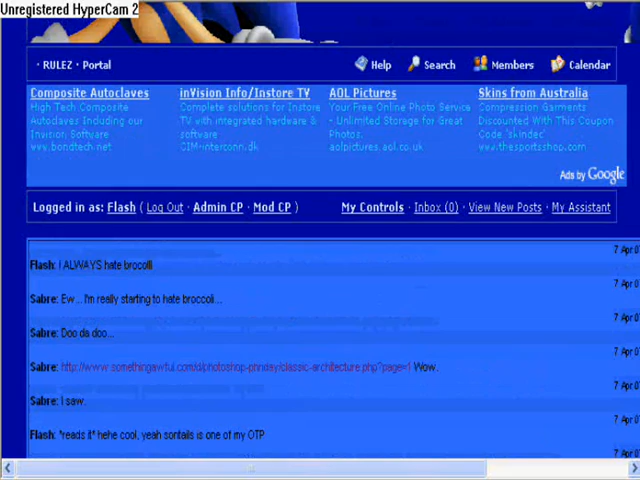 Unregistered HyperCam 2
· RULEZ · Portal
Help Search Members Calendar
Composite Autoclaves
High Tech Composite
Autoclaves Including our
Invision Software
www.bondtech.net
inVision Info/Instore TV
Complete solutions for Instore
TV with integrated hardware &
software
CIM-interconn.dk
AOL Pictures
Your Free Online Photo Service
- Unlimited Storage for Great
Photos.
aolpictures.aol.co.uk
Skins from Australia
Compression Garments
Discounted With This Coupon
Code 'skindec'
www.thesportsshop.com
Ads by Google
Logged in as: Flash ( Log Out · Admin CP · Mod CP )
My Controls · Inbox (0) · View New Posts · My Assistant
7 Apr 0
Flash: I ALWAYS hate brocolli
7 Apr 0
Sabre: Ew... I'm really starting to hate broccoli...
7 Apr 0
Sabre: Doo da doo...
7 Apr 0
Sabre: http://www.somethingawful.com/d/photoshop-phriday/classic-architecture.php?page=1 Wow.
7 Apr 0
Sabre: I saw.
7 Apr 0
Flash: *reads it* hehe cool, yeah sontails is one of my OTP
7 Apr 0